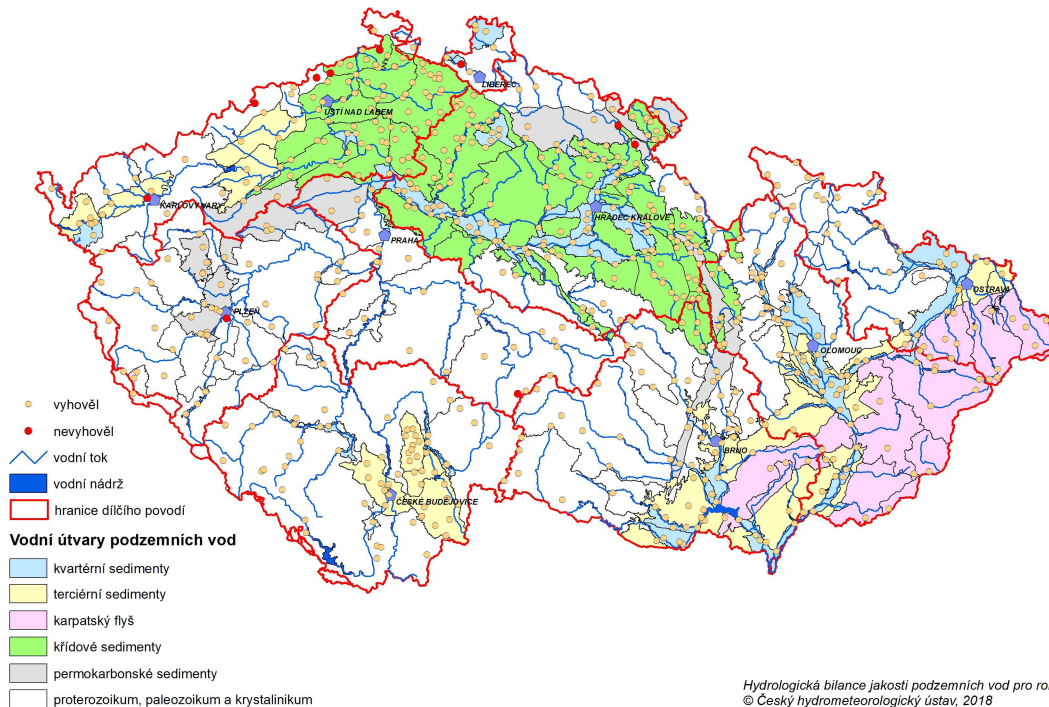 LIBEREC
ÚSTÍ NAD LABEM
KARLOVY VARY
HRADEC KRÁLOVÉ
PRAHA
OSTRAVA
PLZEŇ
OLOMOUC
BRNO
ČESKÉ BUDĚJOVICE
vyhověl
nevyhověl
vodní tok
vodní nádrž
hranice dílčího povodí
Vodní útvary podzemních vod
kvartérní sedimenty
terciérní sedimenty
karpatský flyš
křídové sedimenty
permokarbonské sedimenty
proterozoikum, paleozoikum a krystalinikum
Hydrologická bilance jakosti podzemních vod pro ro
© Český hydrometeorologický ústav, 2018